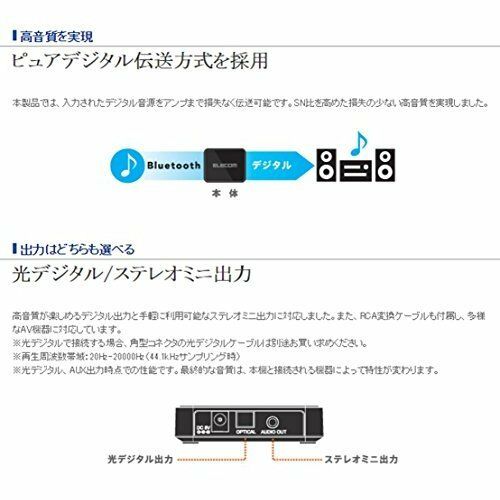 高音質を実現
ピュアデジタル伝送方式を採用
本製品では、入力されたデジタル音源をアンプまで損失なく伝送可能です。SN比を高めた損失の少ない高音質を実現しました。
Bluetooth ELECOM デジタル
本体
出力はどちらも選べる
光デジタル/ステレオミニ出力
高音質が楽しめるデジタル出力と手軽に利用可能なステレオミニ出力に対応しました。また、RCA変換ケーブルも付属し、多様
なAV機器に対応しています。
※光デジタルで接続する場合、角型コネクタの光デジタルケーブルは別途お買い求めください。
※再生周波数帯域:20Hz-20000Hz(44.1kHzサンプリング時)
※光デジタル、AUX出力時点での性能です。最終的な音質は、本機と接続される機器によって特性が変わります。
DC 5V OPTICAL AUDIO OUT
光デジタル出力 ステレオミニ出力